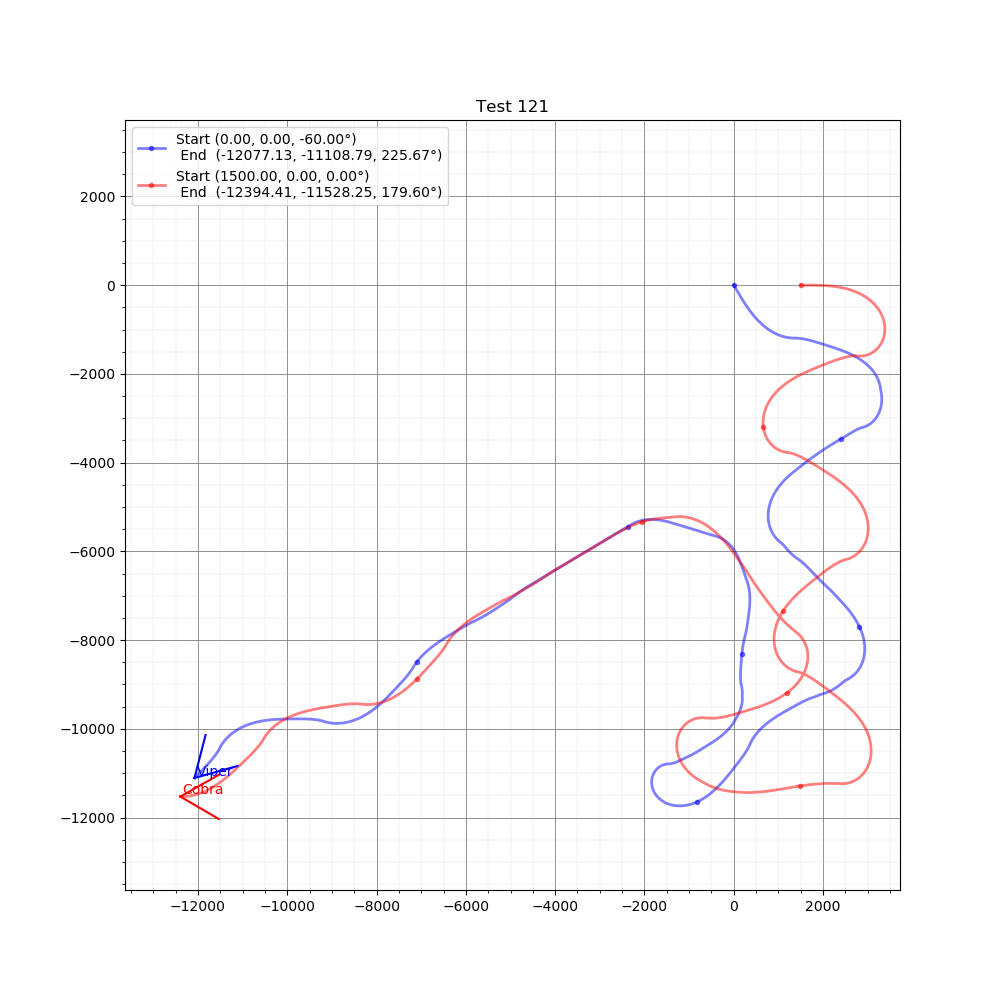 Test 121
Start (0.00, 0.00, -60.00°)
End  (-12077.13, -11108.79, 225.67°)
Start (1500.00, 0.00, 0.00°)
End  (-12394.41, -11528.25, 179.60°)
2000
0
−2000
−4000
−6000
−8000
−10000
−12000
Viper
Cobra
−12000 −10000 −8000 −6000 −4000 −2000 0 2000